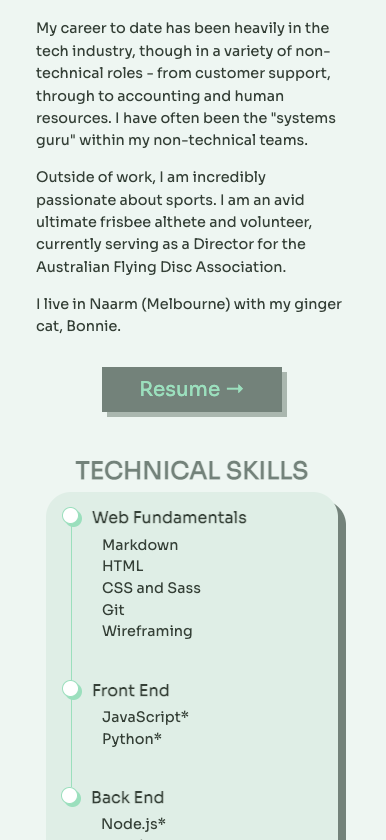 My career to date has been heavily in the
tech industry, though in a variety of non-
technical roles - from customer support,
through to accounting and human
resources. I have often been the "systems
guru" within my non-technical teams.
Outside of work, I am incredibly
passionate about sports. I am an avid
ultimate frisbee althete and volunteer,
currently serving as a Director for the
Australian Flying Disc Association.
I live in Naarm (Melbourne) with my ginger
cat, Bonnie.
Resume →
TECHNICAL SKILLS
Web Fundamentals
Markdown
HTML
CSS and Sass
Git
Wireframing
Front End
JavaScript*
Python*
Back End
Node.js*